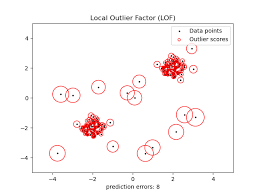 Local Outlier Factor (LOF)
Data points
Outlier scores
4
2
0
−2
−4
−4
−2
0
2
4
prediction errors: 8